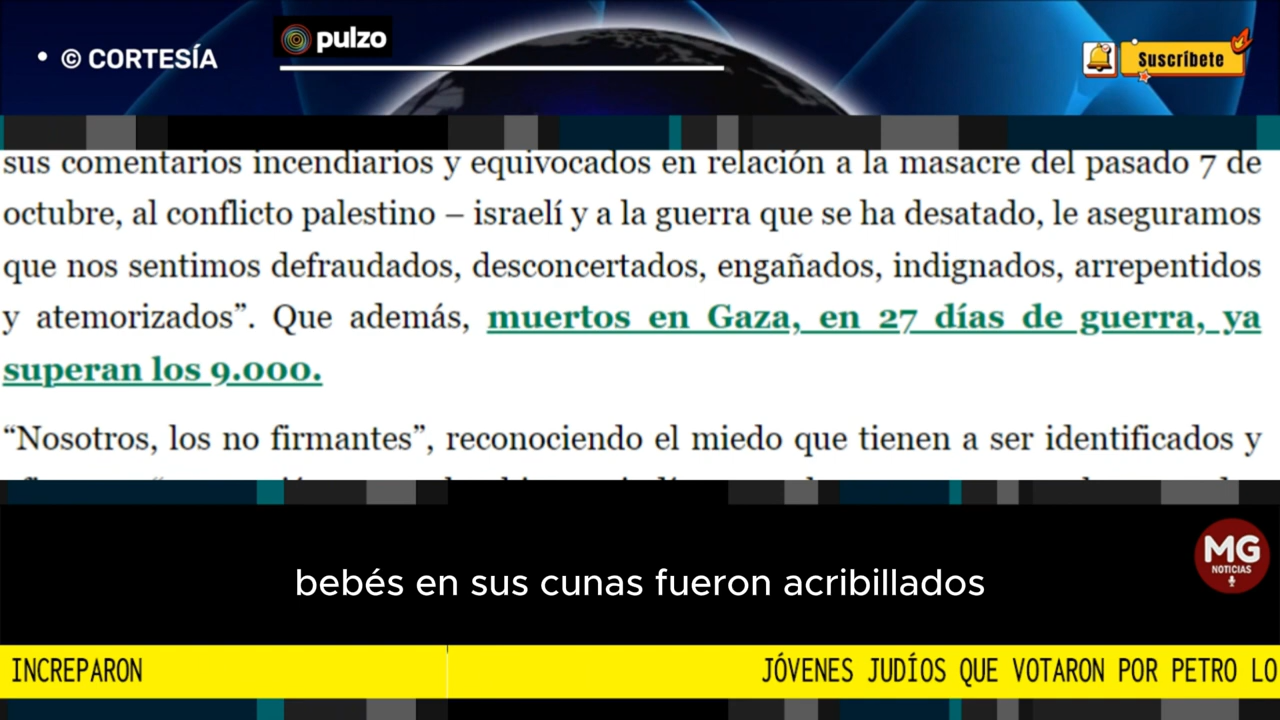 • © CORTESÍA
pulzo
Suscríbete
sus comentarios incendiarios y equivocados en relación a la masacre del pasado 7 de
octubre, al conflicto palestino – israelí y a la guerra que se ha desatado, le aseguramos
que nos sentimos defraudados, desconcertados, engañados, indignados, arrepentidos
y atemorizados”. Que además, muertos en Gaza, en 27 días de guerra, ya
superan los 9.000.
“Nosotros, los no firmantes”, reconociendo el miedo que tienen a ser identificados y
bebés en sus cunas fueron acribillados
MG
NOTICIAS
INCREPARON
JÓVENES JUDÍOS QUE VOTARON POR PETRO LO